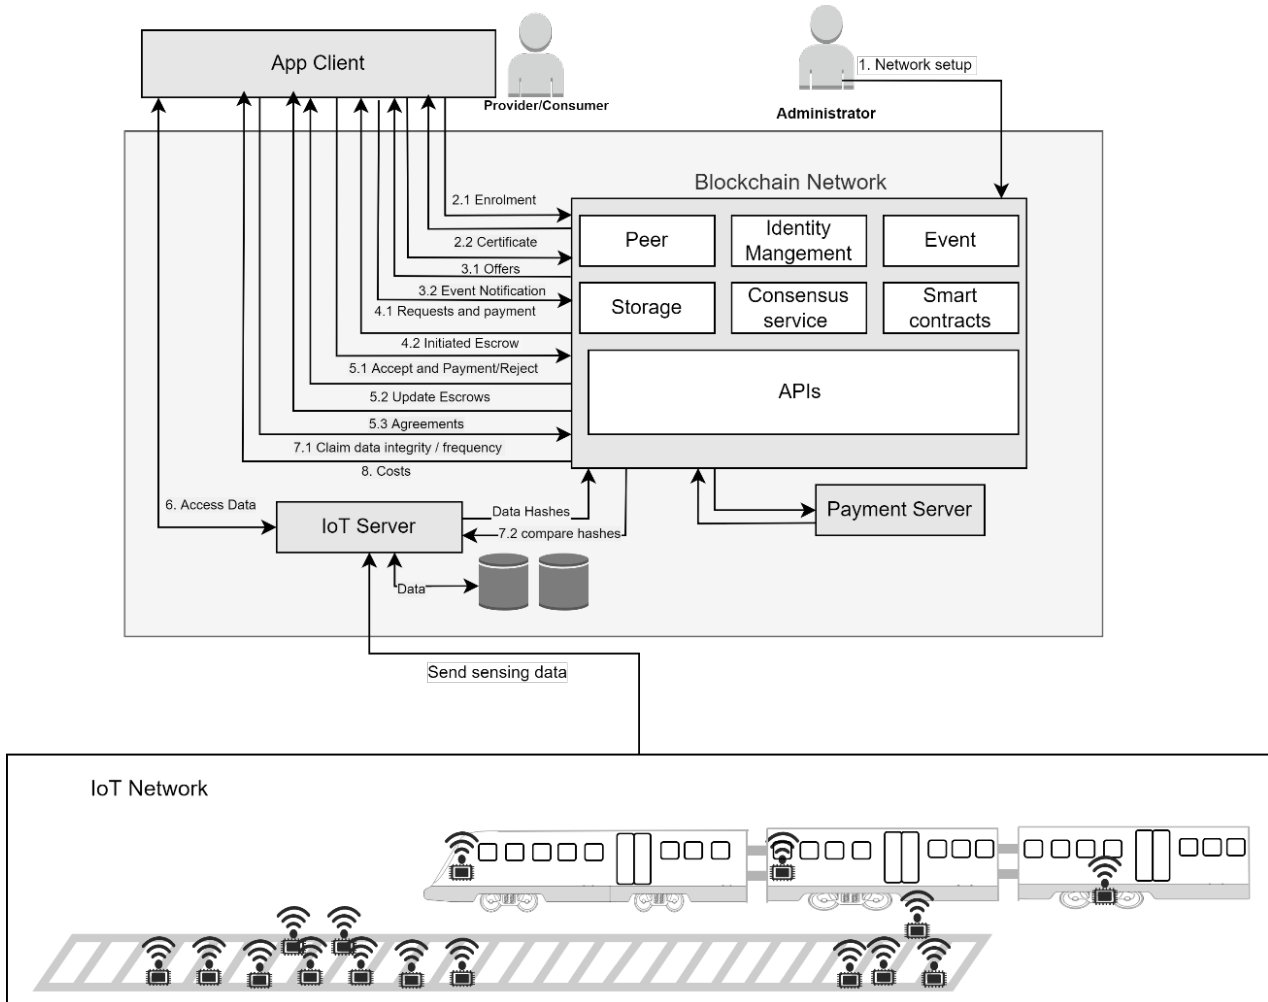 App Client
Provider/Consumer
1. Network setup
Administrator
Blockchain Network
2.1 Enrolment
Peer
Identity
Mangement
Event
2.2 Certificate
3.1 Offers
3.2 Event Notification
Storage
Consensus
service
Smart
contracts
4.1 Requests and payment
4.2 Initiated Escrow
5.1 Accept and Payment/Reject
APIs
5.2 Update Escrows
5.3 Agreements
7.1 Claim data integrity / frequency
8. Costs
6. Access Data
IoT Server
Data Hashes
Payment Server
7.2 compare hashes
Data
Send sensing data
IoT Network